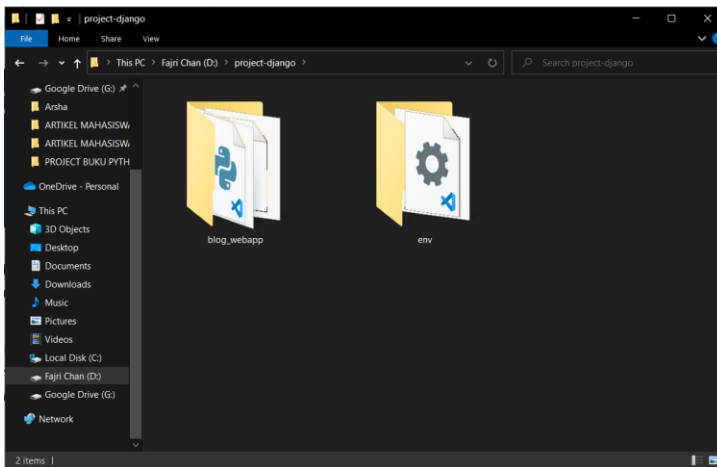 project-django
File Home Share View
This PC > Fajri Chan (D:) > project-django >
Search project-django
Google Drive (G:)
Arsha
ARTIKEL MAHASISW
ARTIKEL MAHASISW
PROJECT BUKU PYTH
OneDrive - Personal
This PC
3D Objects
Desktop
Documents
Downloads
Music
Pictures
Videos
Local Disk (C:)
Fajri Chan (D:)
Google Drive (G:)
Network
blog_webapp
env
2 items